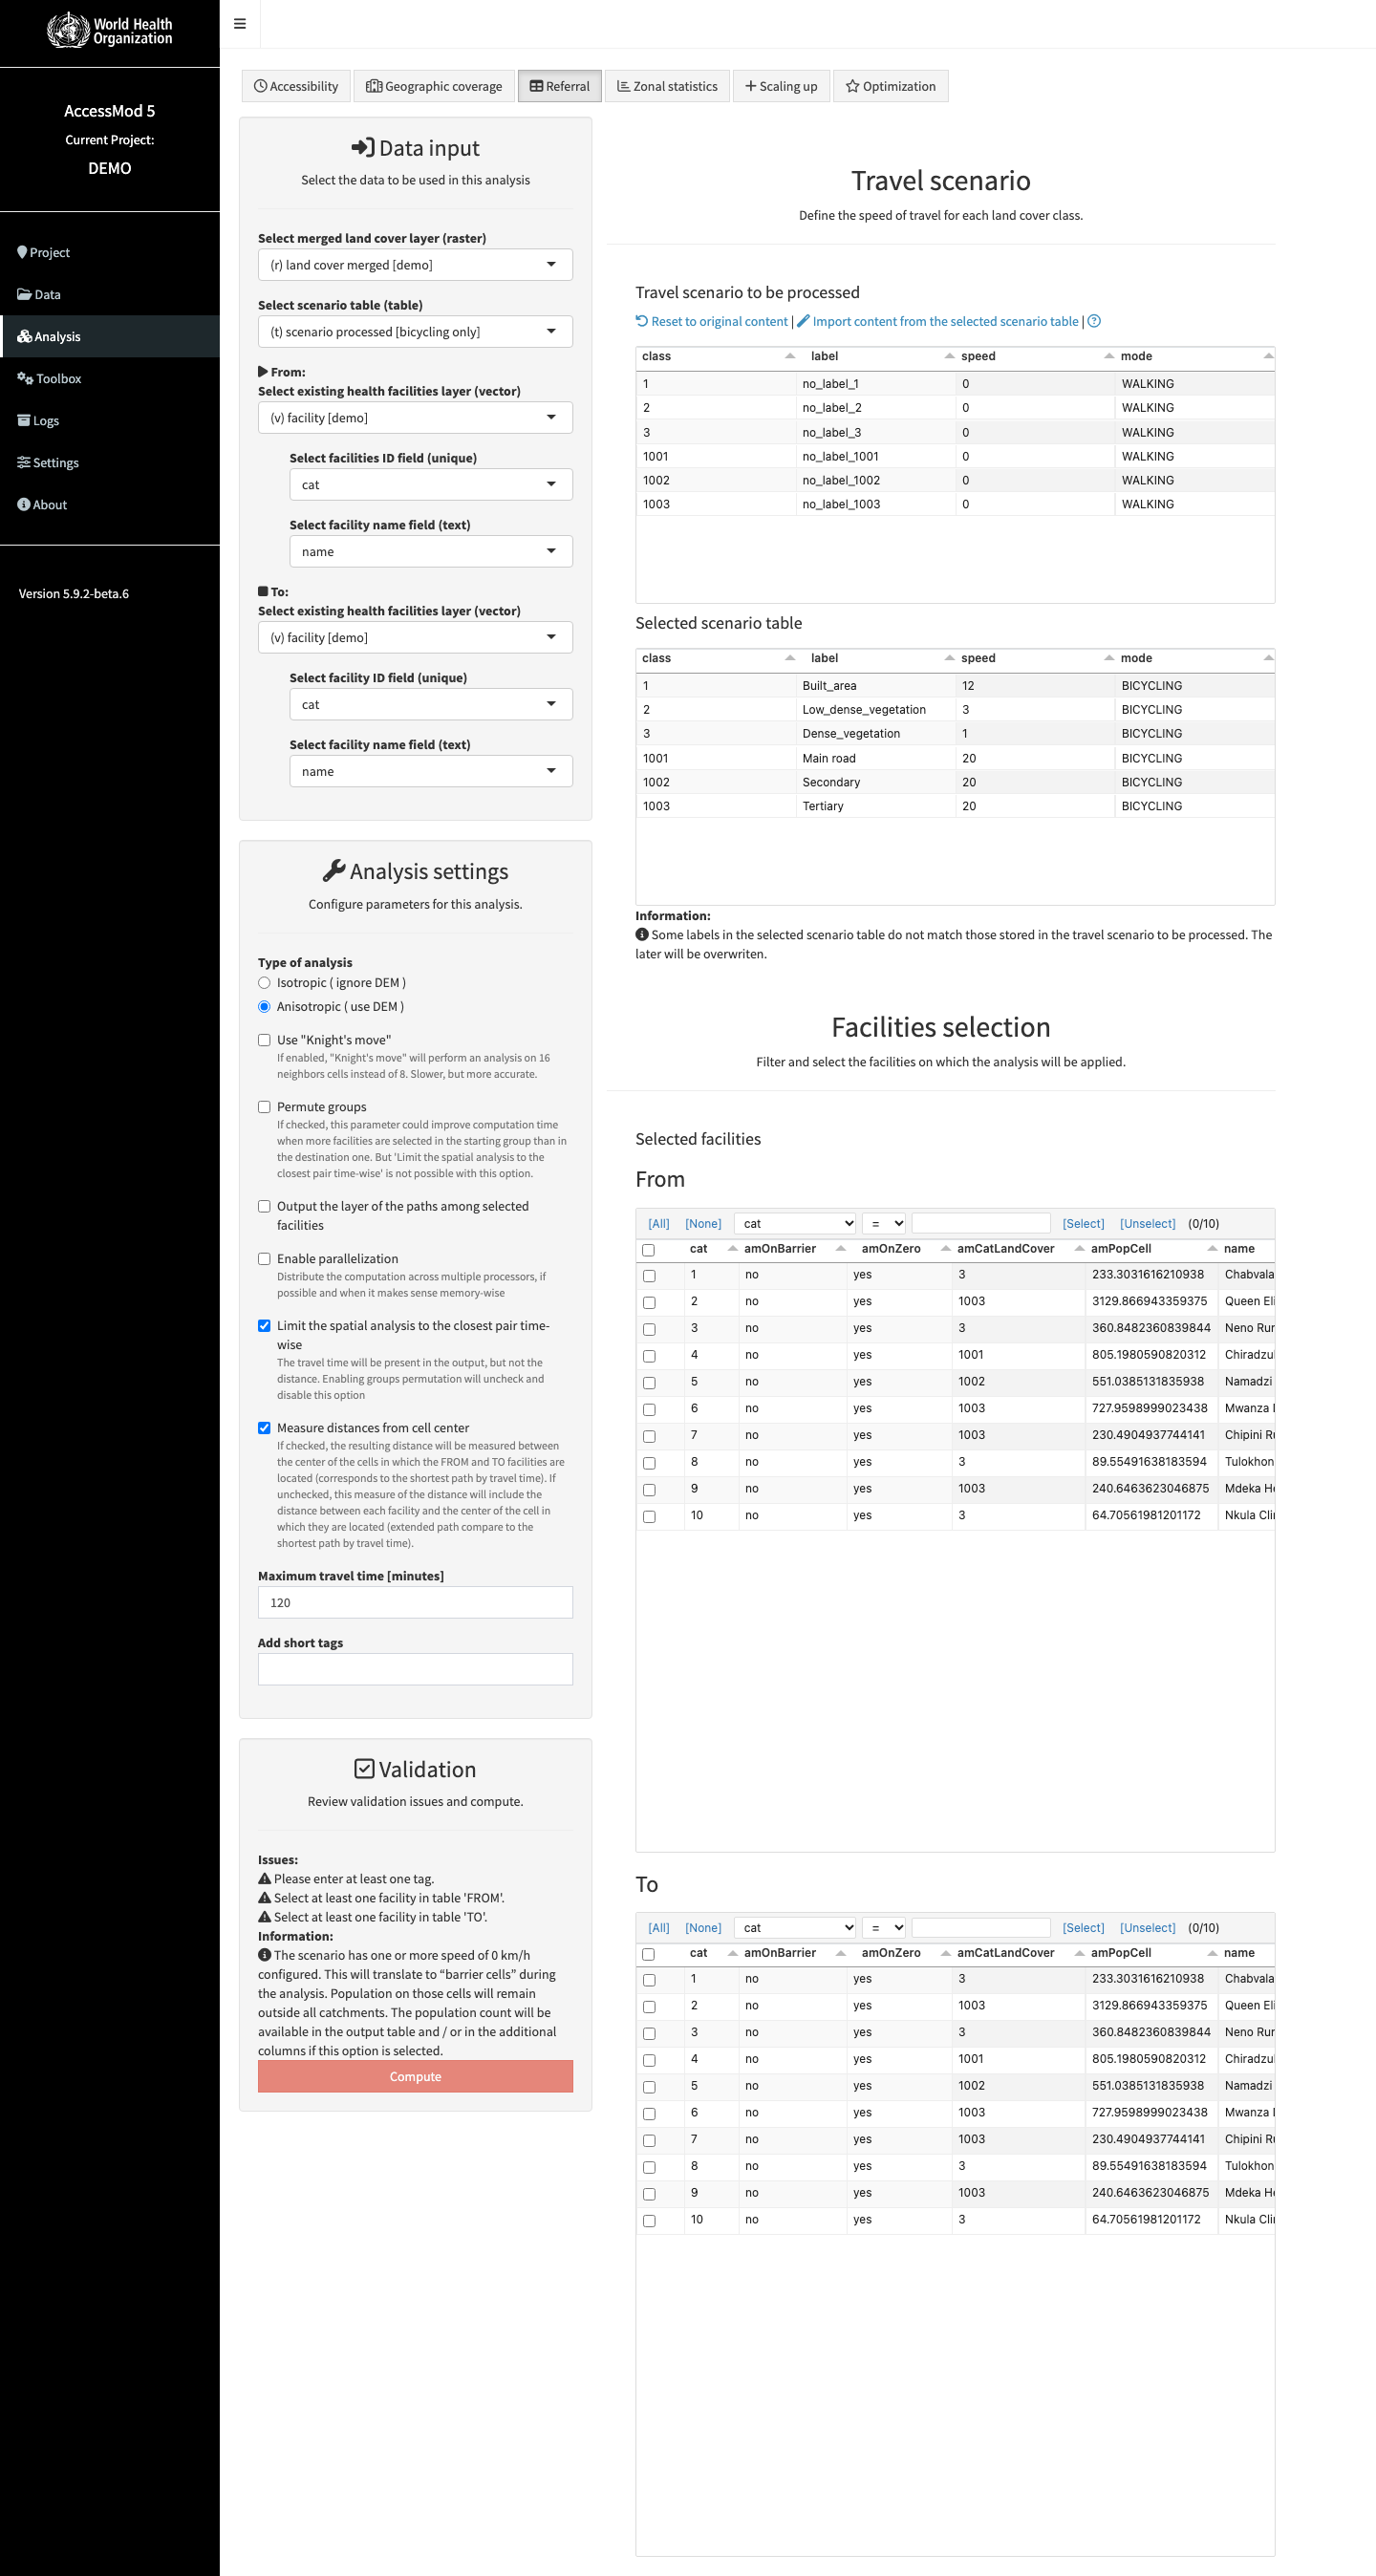 World Health
Organization
AccessMod 5
Current Project:
DEMO
Project
Data
Analysis
Toolbox
Logs
Settings
About
Version 5.9.2-beta.6
Accessibility
Geographic coverage
Referral
Zonal statistics
Scaling up
Optimization
Data input
Select the data to be used in this analysis
Select merged land cover layer (raster)
(r) land cover merged [demo]
Select scenario table (table)
(t) scenario processed [bicycling only]
From:
Select existing health facilities layer (vector)
(v) facility [demo]
Select facilities ID field (unique)
cat
Select facility name field (text)
name
To:
Select existing health facilities layer (vector)
(v) facility [demo]
Select facility ID field (unique)
cat
Select facility name field (text)
name
Analysis settings
Configure parameters for this analysis.
Type of analysis
Isotropic ( ignore DEM )
Anisotropic ( use DEM )
Use "Knight's move"
If enabled, "Knight's move" will perform an analysis on 16
neighbors cells instead of 8. Slower, but more accurate.
Permute groups
If checked, this parameter could improve computation time
when more facilities are selected in the starting group than in
the destination one. But 'Limit the spatial analysis to the
closest pair time-wise' is not possible with this option.
Output the layer of the paths among selected
facilities
Enable parallelization
Distribute the computation across multiple processors, if
possible and when it makes sense memory-wise
Limit the spatial analysis to the closest pair time-
wise
The travel time will be present in the output, but not the
distance. Enabling groups permutation will uncheck and
disable this option
Measure distances from cell center
If checked, the resulting distance will be measured between
the center of the cells in which the FROM and TO facilities are
located (corresponds to the shortest path by travel time). If
unchecked, this measure of the distance will include the
distance between each facility and the center of the cell in
which they are located (extended path compare to the
shortest path by travel time).
Maximum travel time [minutes]
120
Add short tags
Validation
Review validation issues and compute.
Issues:
Please enter at least one tag.
Select at least one facility in table 'FROM'.
Select at least one facility in table 'TO'.
Information:
The scenario has one or more speed of 0 km/h
configured. This will translate to “barrier cells” during
the analysis. Population on those cells will remain
outside all catchments. The population count will be
available in the output table and / or in the additional
columns if this option is selected.
Compute
Travel scenario
Define the speed of travel for each land cover class.
Travel scenario to be processed
Reset to original content | Import content from the selected scenario table |
class label speed mode
1 no_label_1 0 WALKING
2 no_label_2 0 WALKING
3 no_label_3 0 WALKING
1001 no_label_1001 0 WALKING
1002 no_label_1002 0 WALKING
1003 no_label_1003 0 WALKING
Selected scenario table
class label speed mode
1 Built_area 12 BICYCLING
2 Low_dense_vegetation 3 BICYCLING
3 Dense_vegetation 1 BICYCLING
1001 Main road 20 BICYCLING
1002 Secondary 20 BICYCLING
1003 Tertiary 20 BICYCLING
Information:
Some labels in the selected scenario table do not match those stored in the travel scenario to be processed. The
later will be overwriten.
Facilities selection
Filter and select the facilities on which the analysis will be applied.
Selected facilities
From
[All] [None] cat = [Select] [Unselect] (0/10)
cat amOnBarrier amOnZero amCatLandCover amPopCell name
1 no yes 3 233.3031616210938 Chabvala
2 no yes 1003 3129.866943359375 Queen Eli
3 no yes 3 360.8482360839844 Neno Rur
4 no yes 1001 805.1980590820312 Chiradzul
5 no yes 1002 551.0385131835938 Namadzi
6 no yes 1003 727.9598999023438 Mwanza
7 no yes 1003 230.4904937744141 Chipini Ru
8 no yes 3 89.55491638183594 Tulokhon
9 no yes 1003 240.6463623046875 Mdeka He
10 no yes 3 64.70561981201172 Nkula Clin
To
[All] [None] cat = [Select] [Unselect] (0/10)
cat amOnBarrier amOnZero amCatLandCover amPopCell name
1 no yes 3 233.3031616210938 Chabvala
2 no yes 1003 3129.866943359375 Queen Eli
3 no yes 3 360.8482360839844 Neno Rur
4 no yes 1001 805.1980590820312 Chiradzul
5 no yes 1002 551.0385131835938 Namadzi
6 no yes 1003 727.9598999023438 Mwanza
7 no yes 1003 230.4904937744141 Chipini Ru
8 no yes 3 89.55491638183594 Tulokhon
9 no yes 1003 240.6463623046875 Mdeka He
10 no yes 3 64.70561981201172 Nkula Clin